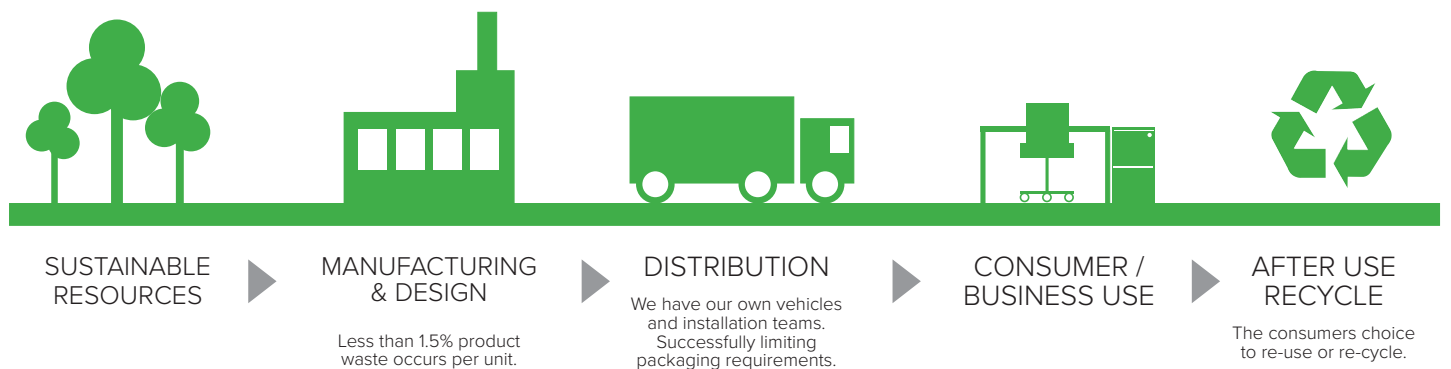 SUSTAINABLE
RESOURCES
MANUFACTURING
& DESIGN
Less than 1.5% product
waste occurs per unit.
DISTRIBUTION
We have our own vehicles
and installation teams.
Successfully limiting
packaging requirements.
CONSUMER /
BUSINESS USE
AFTER USE
RECYCLE
The consumers choice
to re-use or re-cycle.